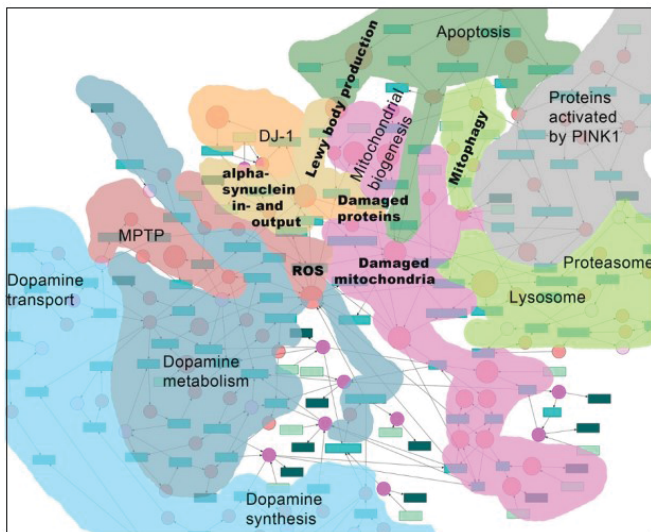 Apoptosis
Lewy body production
Mitochondrial
biogenesis
Mitophagy
Proteins
activated
by PINK1
DJ-1
alpha-
synuclein
in- and
output
Damaged
proteins
MPTP
ROS
Damaged
mitochondria
Proteasome
Lysosome
Dopamine
transport
Dopamine
metabolism
Dopamine
synthesis